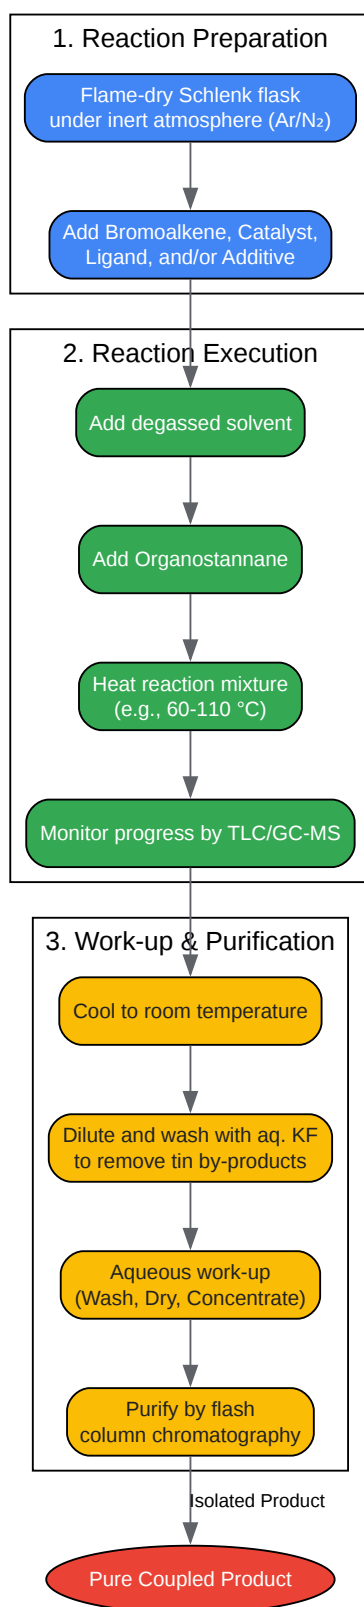 1. Reaction Preparation
Flame-dry Schlenk flask
under inert atmosphere (Ar/N₂)
Add Bromoalkene, Catalyst,
Ligand, and/or Additive
2. Reaction Execution
Add degassed solvent
Add Organostannane
Heat reaction mixture
(e.g., 60-110 °C)
Monitor progress by TLC/GC-MS
3. Work-up & Purification
Cool to room temperature
Dilute and wash with aq. KF
to remove tin by-products
Aqueous work-up
(Wash, Dry, Concentrate)
Purify by flash
column chromatography
Isolated Product
Pure Coupled Product